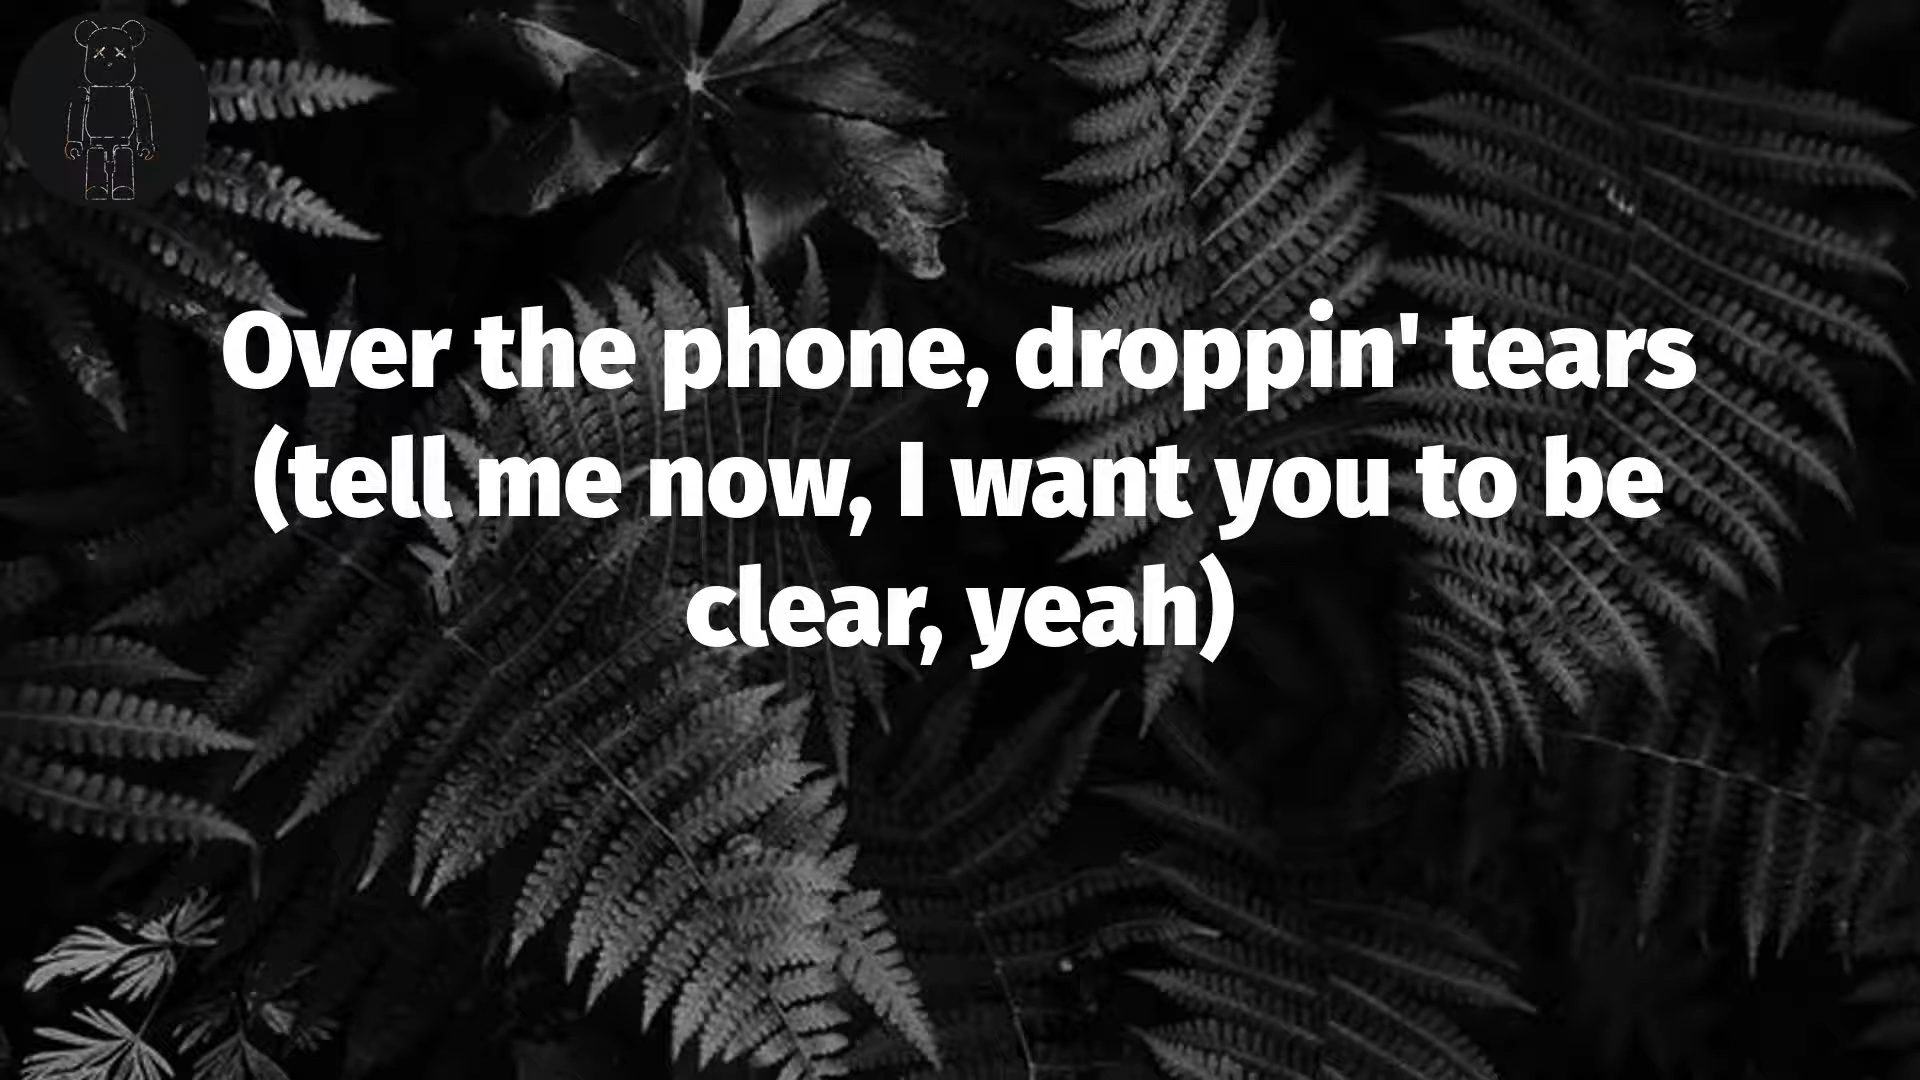 Over the phone, droppin' tears
(tell me now, I want you to be
clear, yeah)